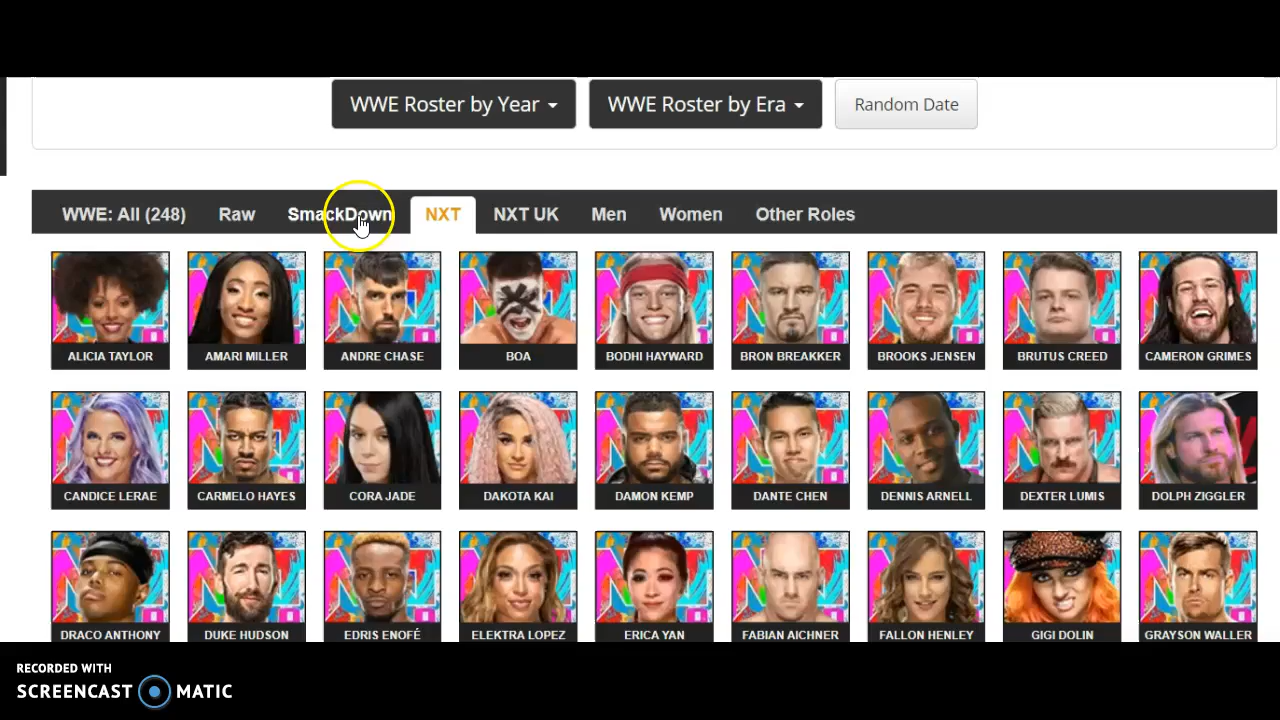 WWE Roster by Year WWE Roster by Era Random Date
WWE: All (248) Raw SmackDown NXT NXT UK Men Women Other Roles
ALICIA TAYLOR AMARI MILLER ANDRE CHASE BOA BODHI HAYWARD BRON BREAKKER BROOKS JENSEN BRUTUS CREED CAMERON GRIMES
CANDICE LERAE CARMELO HAYES CORA JADE DAKOTA KAI DAMON KEMP DANTE CHEN DENNIS ARNELL DEXTER LUMIS DOLPH ZIGGLER
DRACO ANTHONY DUKE HUDSON EDRIS ENOFÉ ELEKTRA LOPEZ ERICA YAN FABIAN AICHNER FALLON HENLEY GIGI DOLIN GRAYSON WALLER
RECORDED WITH
SCREENCAST MATIC